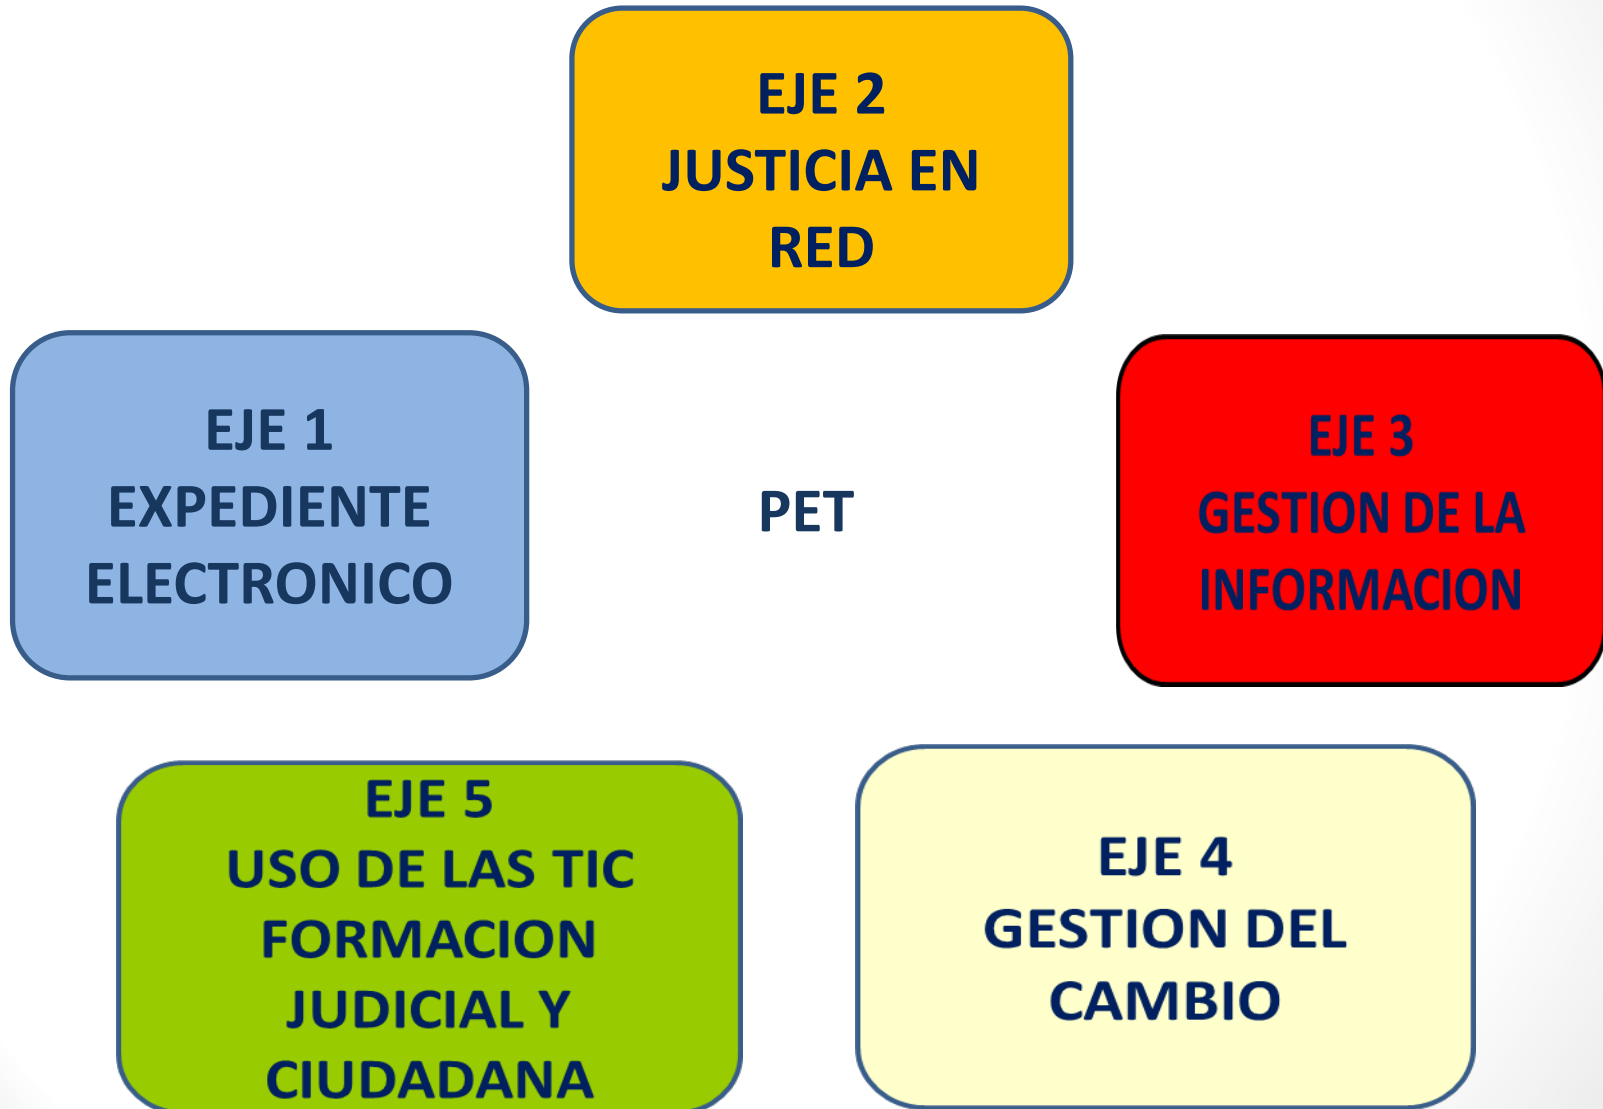 EJE 2
JUSTICIA EN
RED
EJE 1
EXPEDIENTE
ELECTRONICO
PET
EJE 3
GESTION DE LA
INFORMACION
EJE 5
USO DE LAS TIC
FORMACION
JUDICIAL Y
CIUDADANA
EJE 4
GESTION DEL
CAMBIO